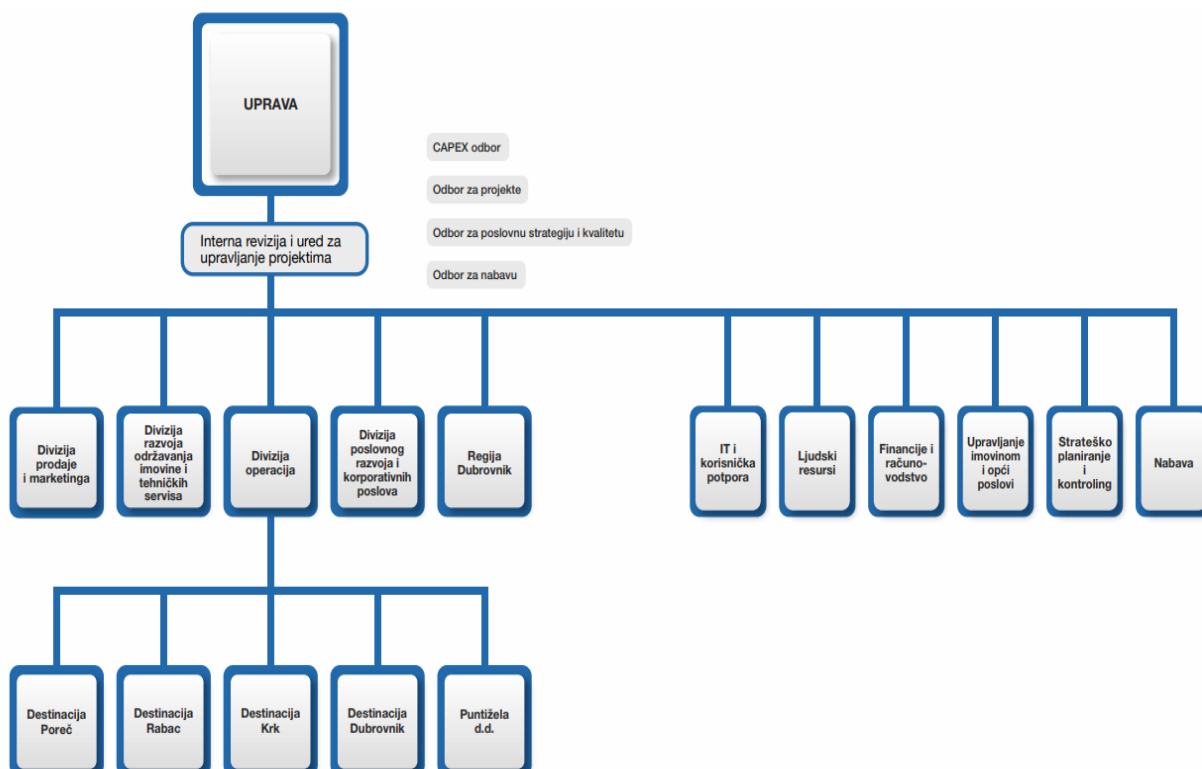 UPRAVA
CAPEX odbor
Odbor za projekte
Odbor za poslovnu strategiju i kvalitetu
Odbor za nabavu
Interna revizija i ured za
upravljanje projektima
Divizija
prodaje
i marketinga
Divizija
razvoja
održavanja
imovine i
tehničkih
servisa
Divizija
operacija
Divizija
poslovnog
razvoja i
korporativnih
poslova
Regija
Dubrovnik
IT i
korisnička
potpora
Ljudski
resursi
Financije i
računo-
vodstvo
Upravljanje
imovinom
i opći
poslovi
Strateško
planiranje
i
kontroling
Nabava
Destinacija
Poreč
Destinacija
Rabac
Destinacija
Krk
Destinacija
Dubrovnik
Puntižela
d.d.